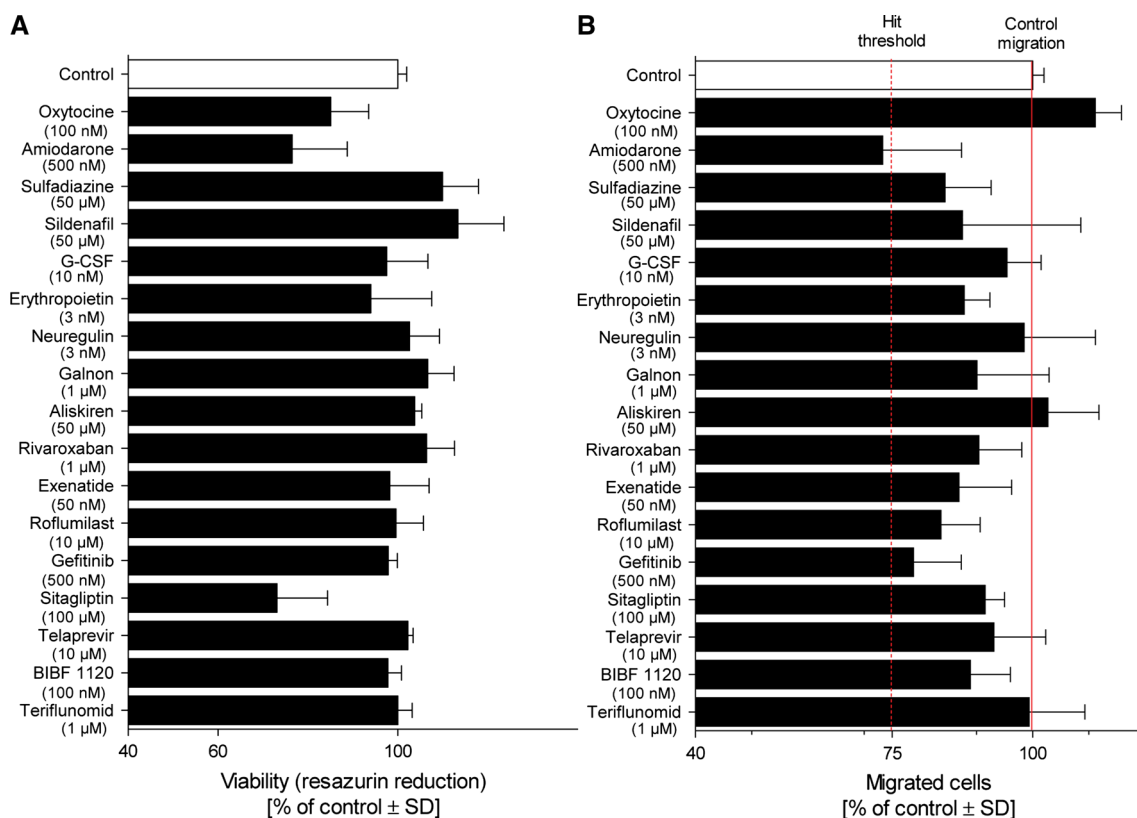 A
Control
Oxytocine
(100 nM)
Amiodarone
(500 nM)
Sulfadiazine
(50 µM)
Sildenafil
(50 µM)
G-CSF
(10 nM)
Erythropoietin
(3 nM)
Neuregulin
(3 nM)
Galnon
(1 µM)
Aliskiren
(50 µM)
Rivaroxaban
(1 µM)
Exenatide
(50 nM)
Roflumilast
(10 µM)
Gefitinib
(500 nM)
Sitagliptin
(100 µM)
Telaprevir
(10 µM)
BIBF 1120
(100 nM)
Teriflunomid
(1 µM)
40 60 100
Viability (resazurin reduction)
[% of control ± SD]
B
Hit
threshold
Control
migration
Control
Oxytocine
(100 nM)
Amiodarone
(500 nM)
Sulfadiazine
(50 µM)
Sildenafil
(50 µM)
G-CSF
(10 nM)
Erythropoietin
(3 nM)
Neuregulin
(3 nM)
Galnon
(1 µM)
Aliskiren
(50 µM)
Rivaroxaban
(1 µM)
Exenatide
(50 nM)
Roflumilast
(10 µM)
Gefitinib
(500 nM)
Sitagliptin
(100 µM)
Telaprevir
(10 µM)
BIBF 1120
(100 nM)
Teriflunomid
(1 µM)
40 75 100
Migrated cells
[% of control ± SD]